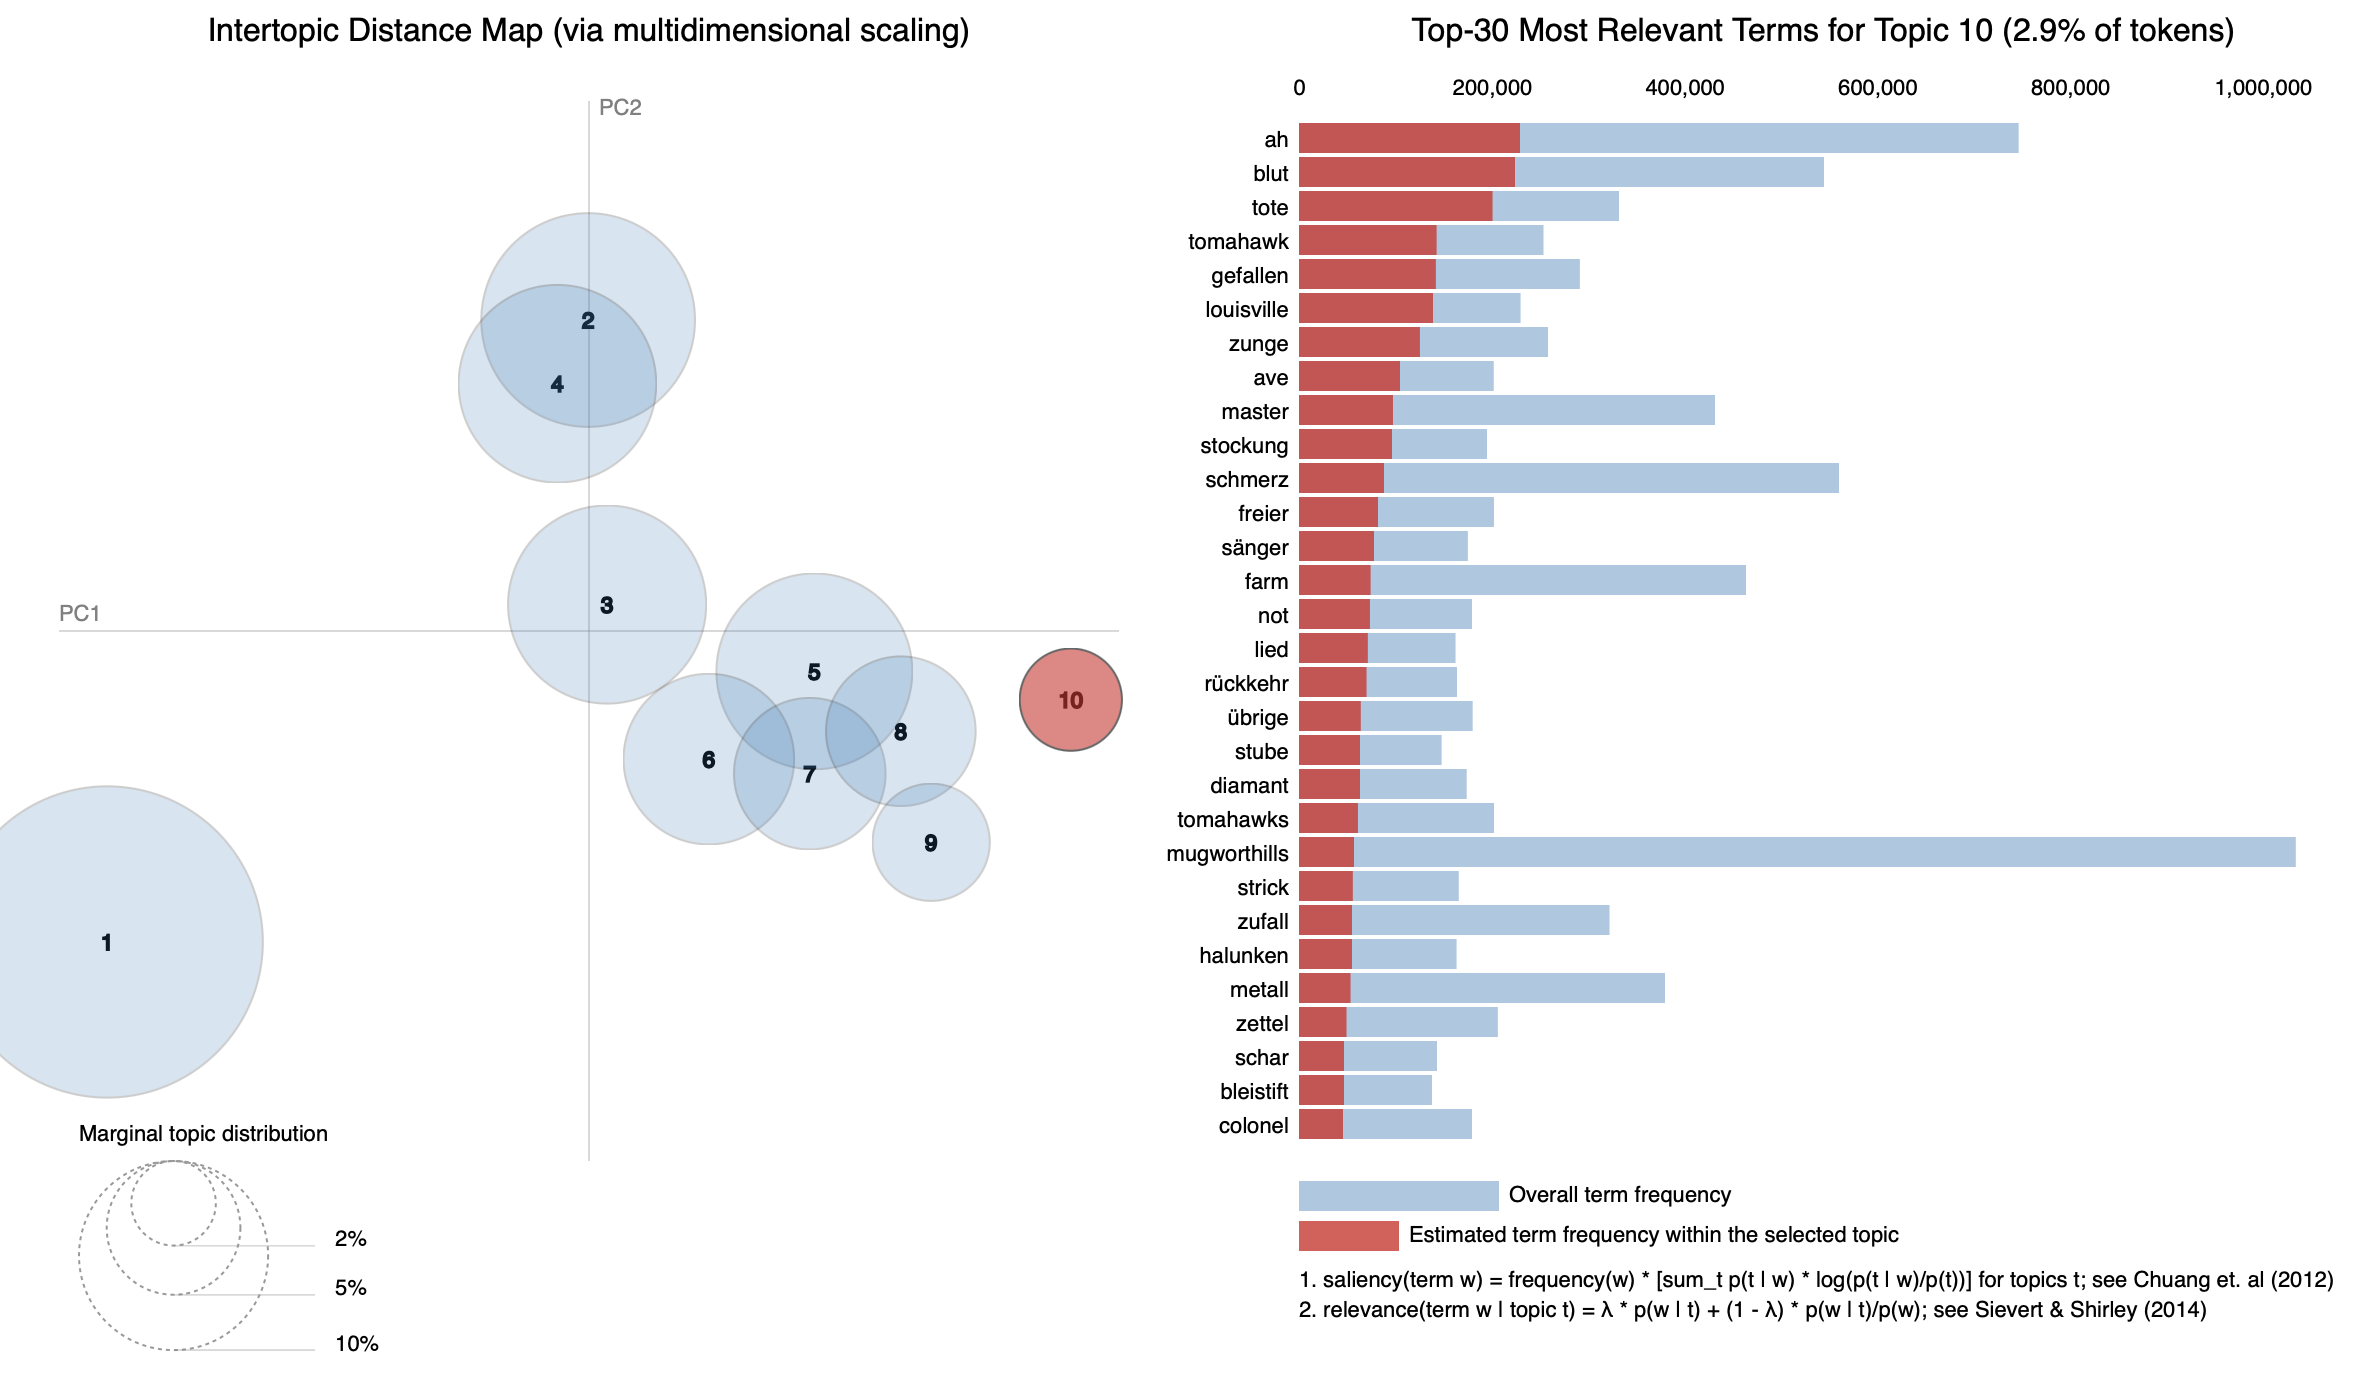 Intertopic Distance Map (via multidimensional scaling)
PC2
2
4
3
PC1
5
10
8
6
7
9
1
Marginal topic distribution
2%
5%
10%
Top-30 Most Relevant Terms for Topic 10 (2.9% of tokens)
0 200,000 400,000 600,000 800,000 1,000,000
ah
blut
tote
tomahawk
gefallen
louisville
zunge
ave
master
stockung
schmerz
freier
sänger
farm
not
lied
rückkehr
übrige
stube
diamant
tomahawks
mugworthills
strick
zufall
halunken
metall
zettel
schar
bleistift
colonel
Overall term frequency
Estimated term frequency within the selected topic
1. saliency(term w) = frequency(w) * [sum_t p(t | w) * log(p(t | w)/p(t))] for topics t; see Chuang et. al (2012)
2. relevance(term w | topic t) = λ * p(w | t) + (1 - λ) * p(w | t)/p(w); see Sievert & Shirley (2014)